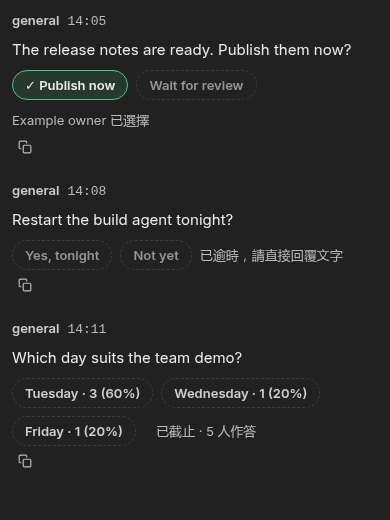 general 14:05
The release notes are ready. Publish them now?
✓ Publish now Wait for review
Example owner 已選擇
general 14:08
Restart the build agent tonight?
Yes, tonight Not yet 已逾時，請直接回覆文字
general 14:11
Which day suits the team demo?
Tuesday · 3 (60%) Wednesday · 1 (20%)
Friday · 1 (20%) 已截止 · 5 人作答